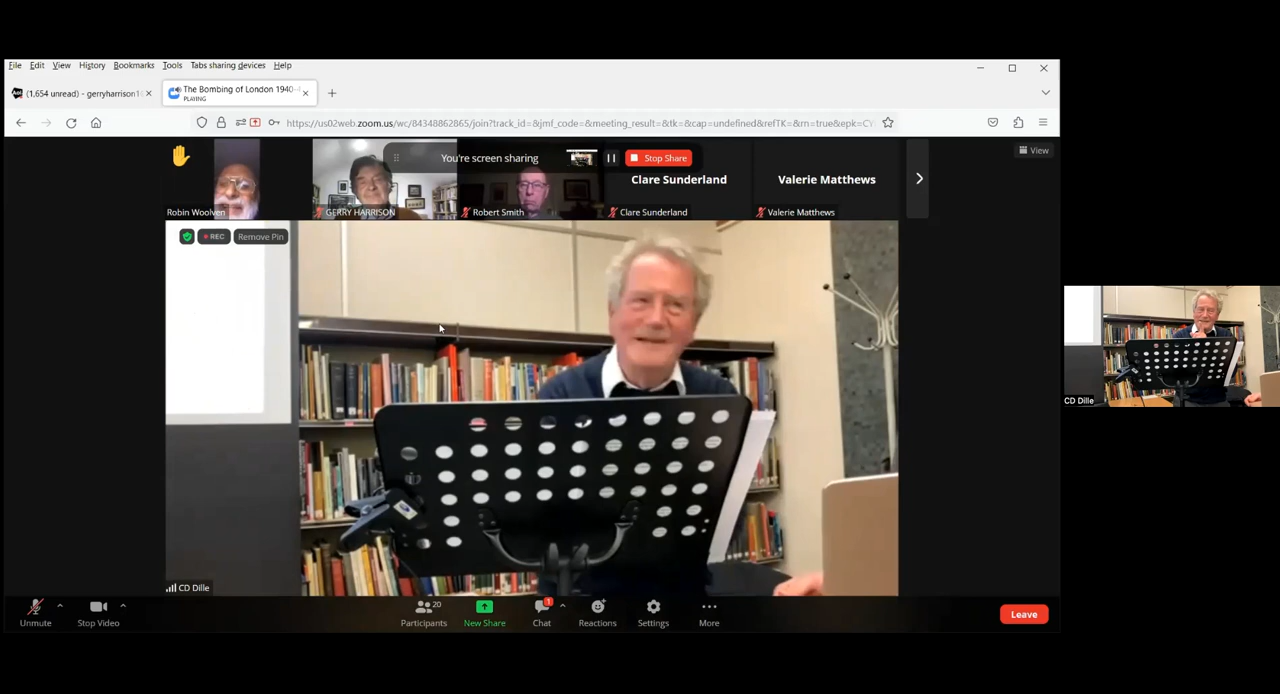 File Edit View History Bookmarks Tools Tabs sharing devices Help
(1,654 unread) - gerryharrison1
The Bombing of London 1940-4
PLAYING
https://us02web.zoom.us/wc/84348862865/join?track_id=&jmf_code=&meeting_result=&tk=&cap=undefined&refTK=&rn=true&epk=CY
You're screen sharing
Stop Share
View
Clare Sunderland
Valerie Matthews
Robin Woolven
GERRY HARRISON
Robert Smith
Clare Sunderland
Valerie Matthews
REC
Remove Pin
CD Dille
CD Dille
20
1
Unmute
Stop Video
Participants
New Share
Chat
Reactions
Settings
More
Leave